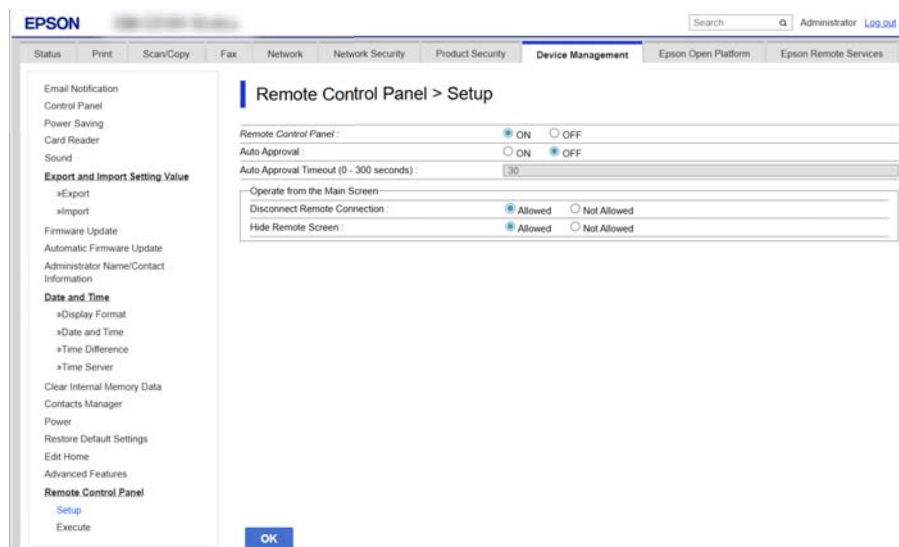 EPSON
Search
Administrator Log out
Status Print Scan/Copy Fax Network Network Security Product Security Device Management Epson Open Platform Epson Remote Services
Email Notification
Control Panel
Power Saving
Card Reader
Sound
Export and Import Setting Value
»Export
»Import
Firmware Update
Automatic Firmware Update
Administrator Name/Contact
Information
Date and Time
»Display Format
»Date and Time
»Time Difference
»Time Server
Clear Internal Memory Data
Contacts Manager
Power
Restore Default Settings
Edit Home
Advanced Features
Remote Control Panel
Setup
Execute
Remote Control Panel > Setup
Remote Control Panel : ON OFF
Auto Approval : ON OFF
Auto Approval Timeout (0 - 300 seconds) : 30
Operate from the Main Screen
Disconnect Remote Connection : Allowed Not Allowed
Hide Remote Screen : Allowed Not Allowed
OK